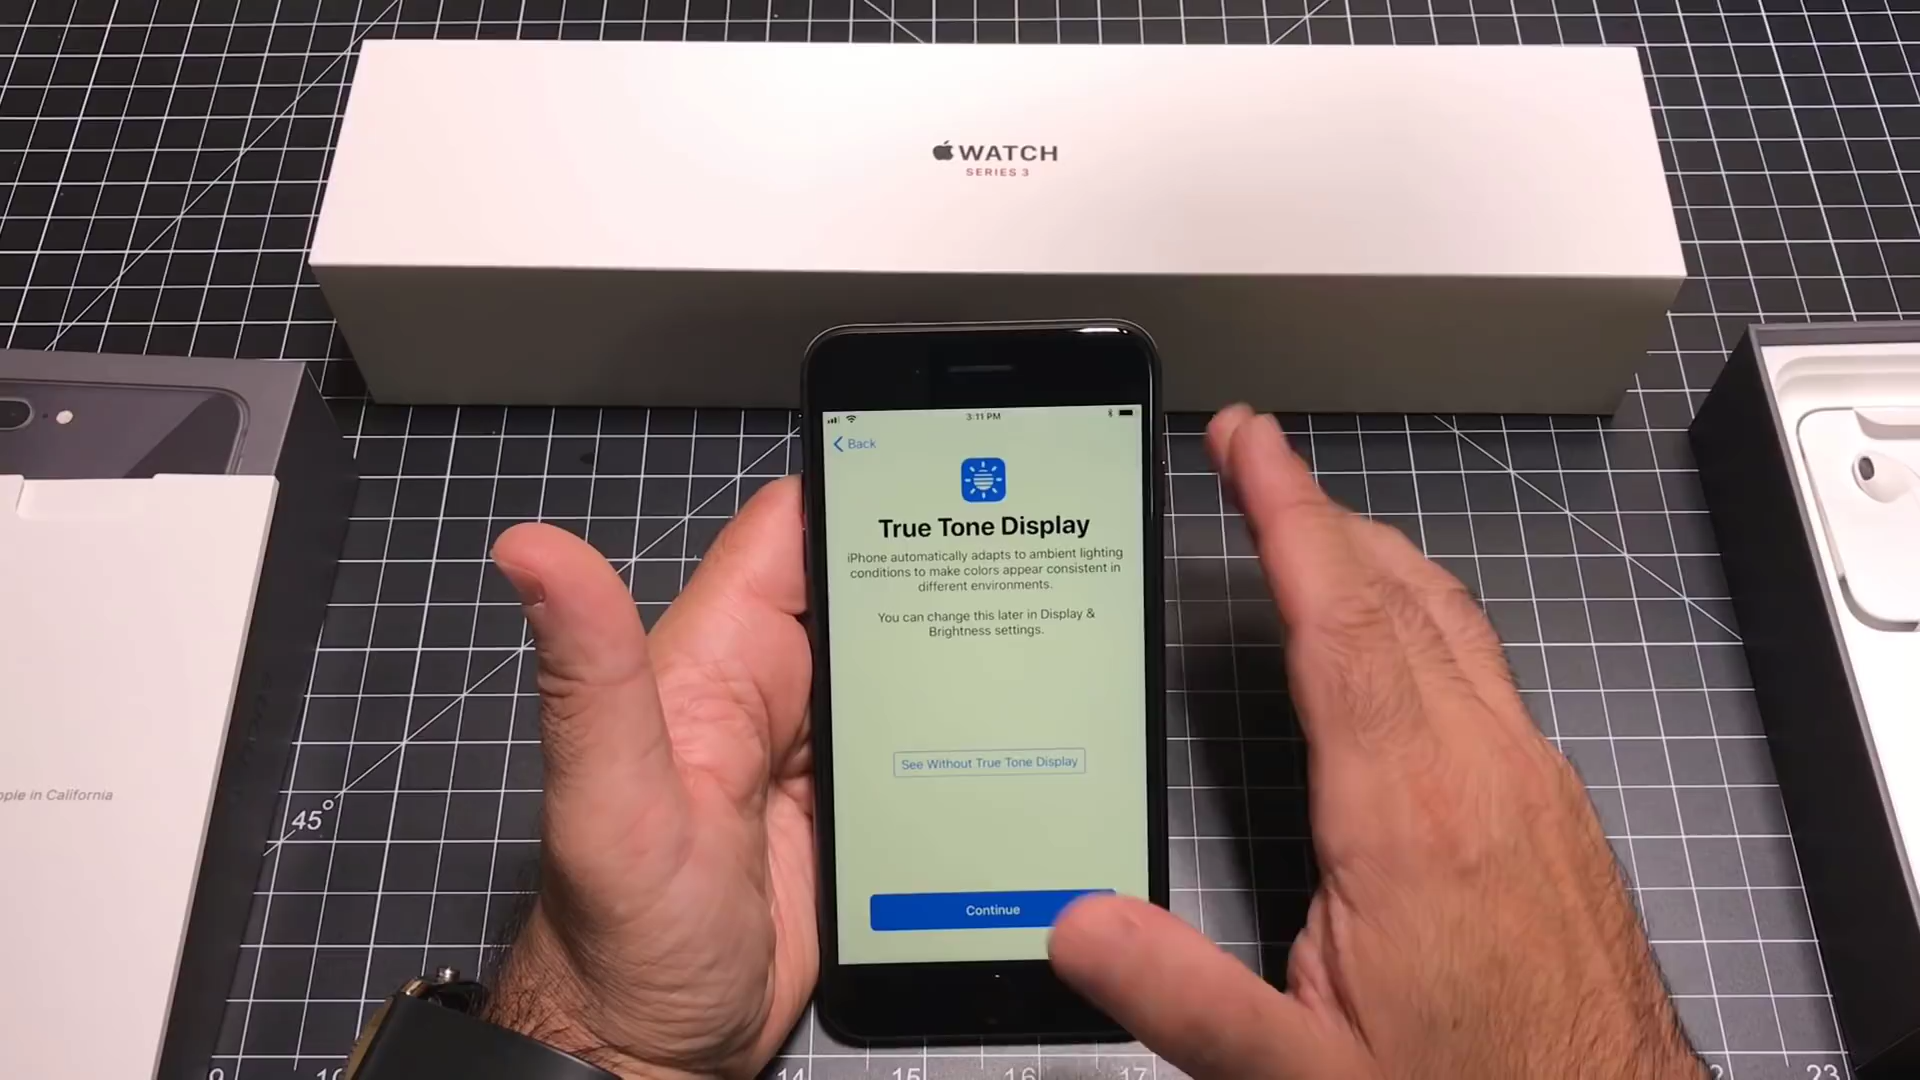 WATCH
SERIES 3
3:11 PM
Back
True Tone Display
iPhone automatically adapts to ambient lighting
conditions to make colors appear consistent in
different environments.
You can change this later in Display &
Brightness settings.
See Without True Tone Display
Continue
ple in California
45°
14
15
16
17
23